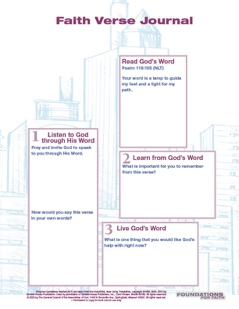 Faith Verse Journal
Read God's Word
Psalm 119:105 (NLT)
Your word is a lamp to guide
my feet and a light for my
path.
1 Listen to God
through His Word
Pray and invite God to speak
to you through His Word.
How would you say this verse
in your own words?
2 Learn from God's Word
What is important for you to remember
from this verse?
3 Live God's Word
What is one thing that you would like God's
help with right now?
FOUNDATIONS
FOR FAITH